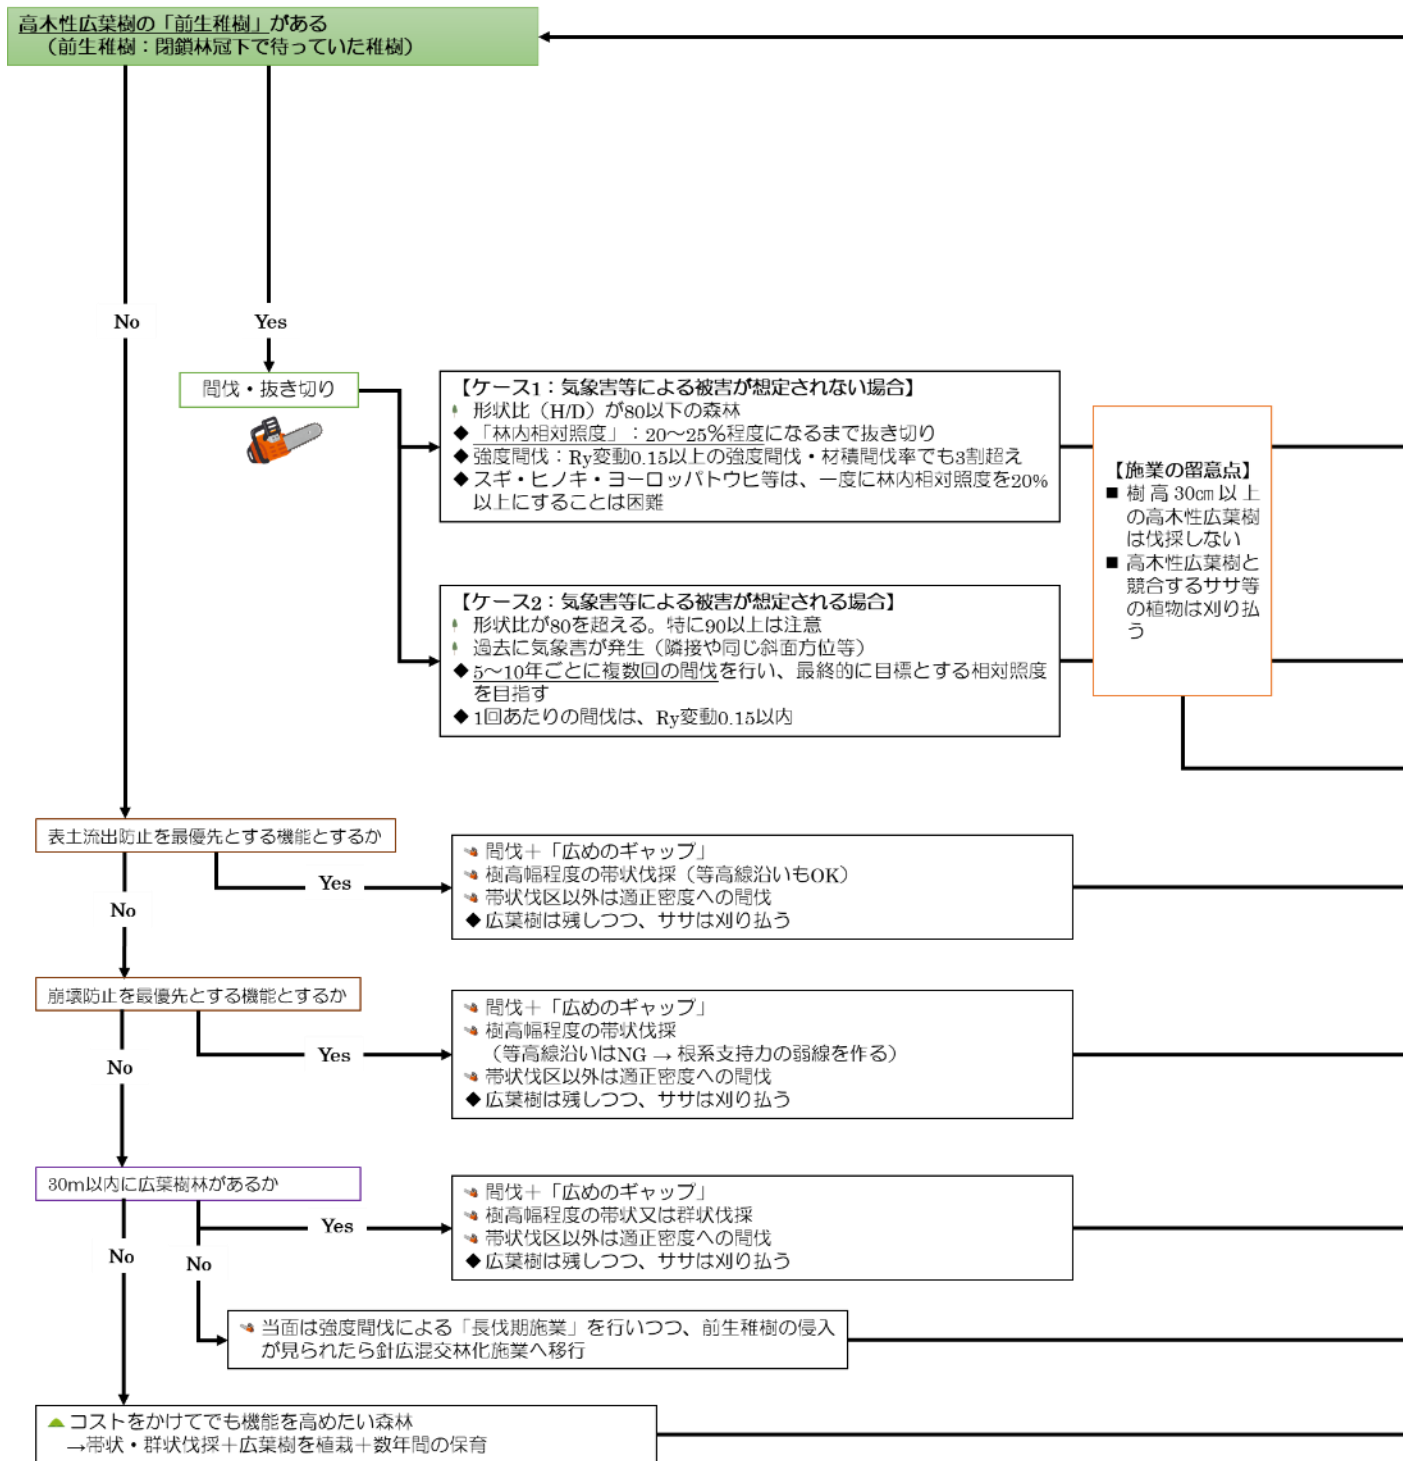 高木性広葉樹の「前生稚樹」がある
（前生稚樹：閉鎖林冠下で待っていた稚樹）
No
Yes
間伐・抜き切り
【ケース1：気象害等による被害が想定されない場合】
形状比（H/D）が80以下の森林
◆「林内相対照度」：20～25％程度になるまで抜き切り
◆強度間伐：Ry変動0.15以上の強度間伐・材積間伐率でも3割超え
◆スギ・ヒノキ・ヨーロッパトウヒ等は、一度に林内相対照度を20%
以上にすることは困難
【施業の留意点】
■ 樹高30㎝以上
の高木性広葉樹
は伐採しない
■ 高木性広葉樹と
競合するササ等
の植物は刈り払
う
【ケース2：気象害等による被害が想定される場合】
形状比が80を超える。特に90以上は注意
過去に気象害が発生（隣接や同じ斜面方位等）
◆5～10年ごとに複数回の間伐を行い、最終的に目標とする相対照度
を目指す
◆1回あたりの間伐は、Ry変動0.15以内
表土流出防止を最優先とする機能とするか
Yes
No
間伐＋「広めのギャップ」
樹高幅程度の帯状伐採（等高線沿いもOK）
帯状伐区以外は適正密度への間伐
◆広葉樹は残しつつ、ササは刈り払う
崩壊防止を最優先とする機能とするか
Yes
No
間伐＋「広めのギャップ」
樹高幅程度の帯状伐採
（等高線沿いはNG → 根系支持力の弱線を作る）
帯状伐区以外は適正密度への間伐
◆広葉樹は残しつつ、ササは刈り払う
30m以内に広葉樹林があるか
Yes
No
No
間伐＋「広めのギャップ」
樹高幅程度の帯状又は群状伐採
帯状伐区以外は適正密度への間伐
◆広葉樹は残しつつ、ササは刈り払う
当面は強度間伐による「長伐期施業」を行いつつ、前生稚樹の侵入
が見られたら針広混交林化施業へ移行
コストをかけてでも機能を高めたい森林
→帯状・群状伐採＋広葉樹を植栽＋数年間の保育